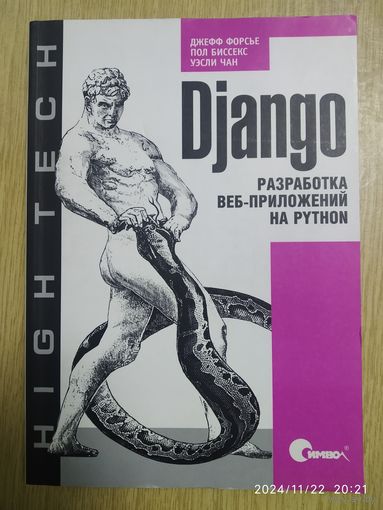 HIGH TECH
ДЖЕФФ ФОРСЬЕ
ПОЛ БИССЕКС
УЭСЛИ ЧАН
Django
РАЗРАБОТКА
ВЕБ-ПРИЛОЖЕНИЙ
НА PYTHON
Символ®
2024/11/22 20:21